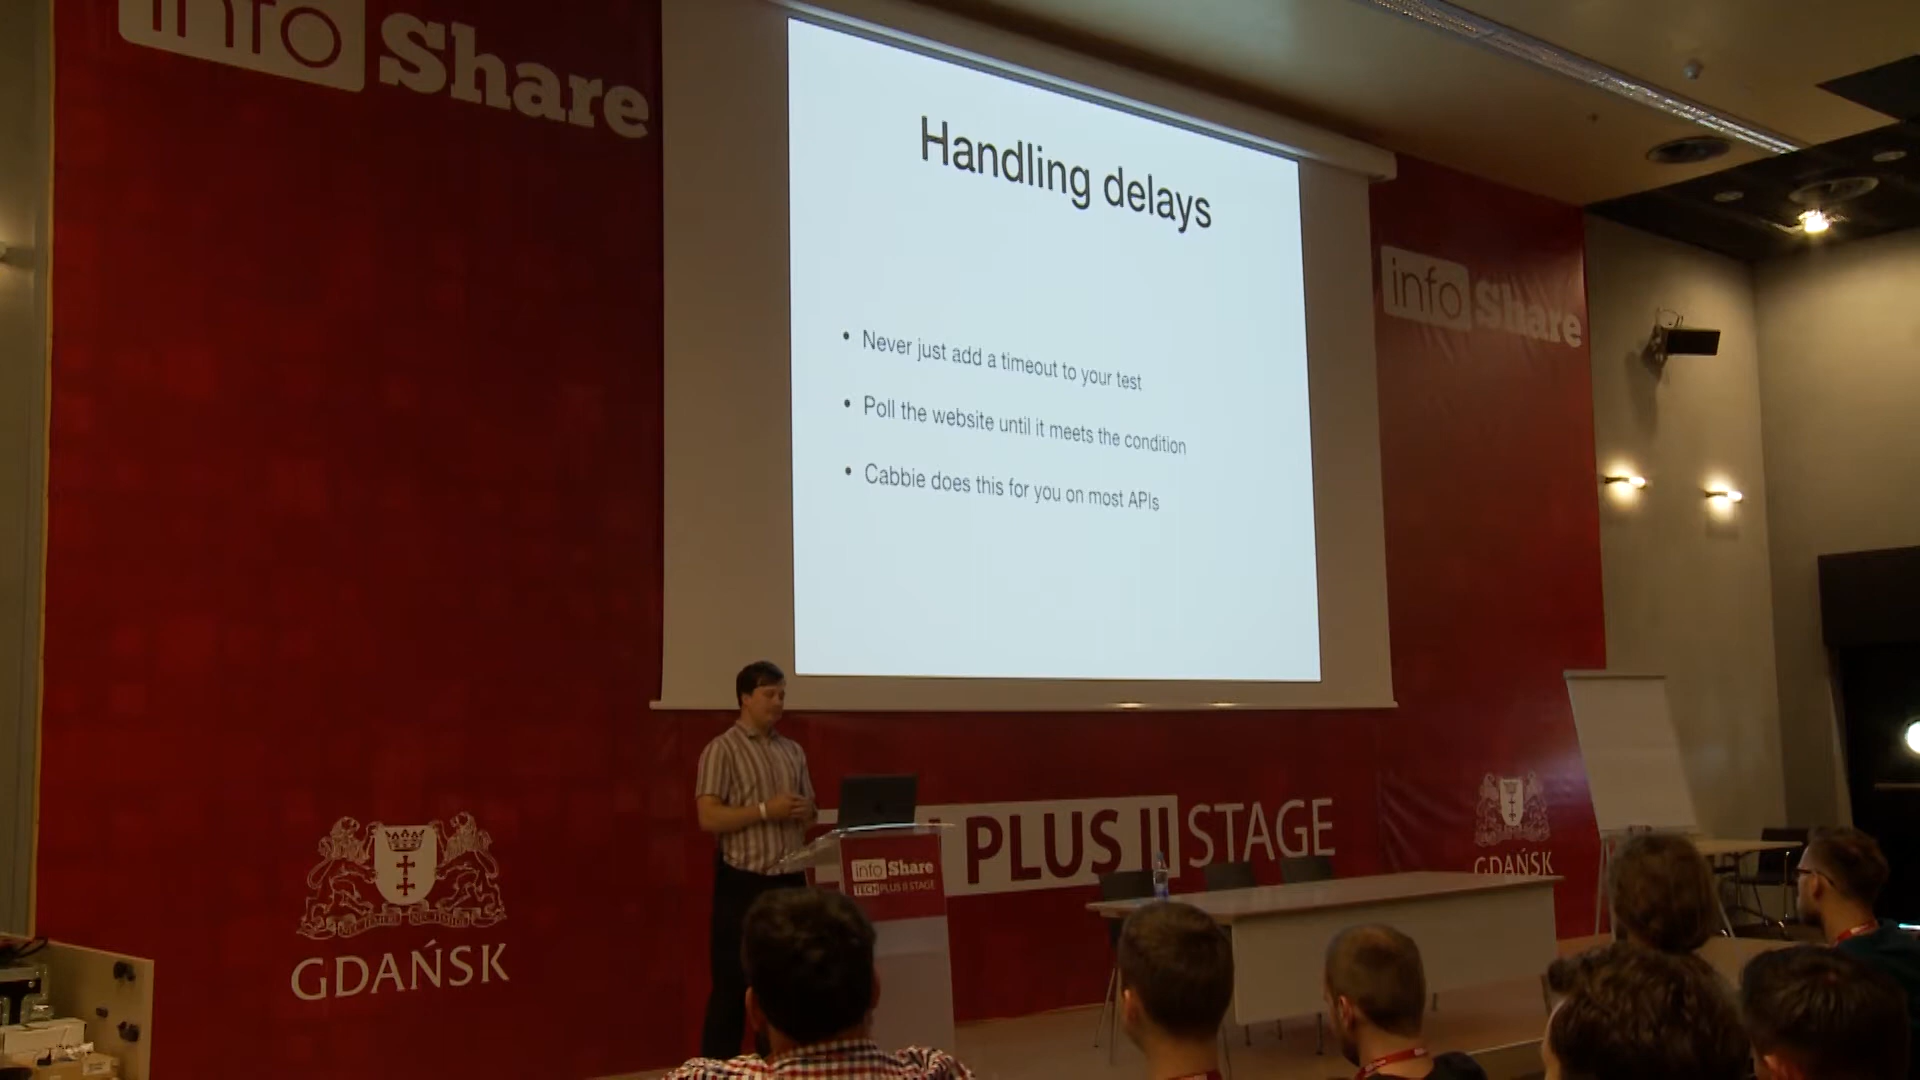 info Share
Handling delays
• Never just add a timeout to your test
• Poll the website until it meets the condition
• Cabbie does this for you on most APIs
info Share
PLUS II STAGE
info Share
TECH PLUS II STAGE
GDAŃSK
GDAŃSK